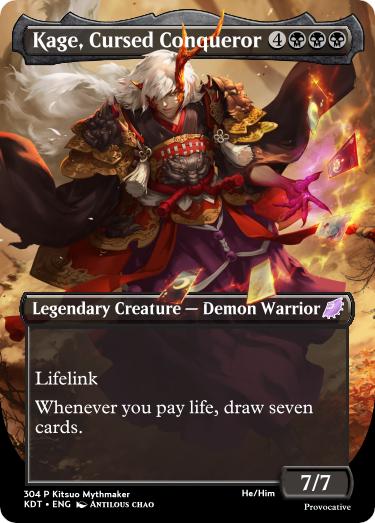 Kage, Cursed Conqueror 4
Legendary Creature — Demon Warrior
Lifelink
Whenever you pay life, draw seven
cards.
7/7
304 P Kitsuo Mythmaker
He/Him
KDT • ENG Antilous chao
Provocative